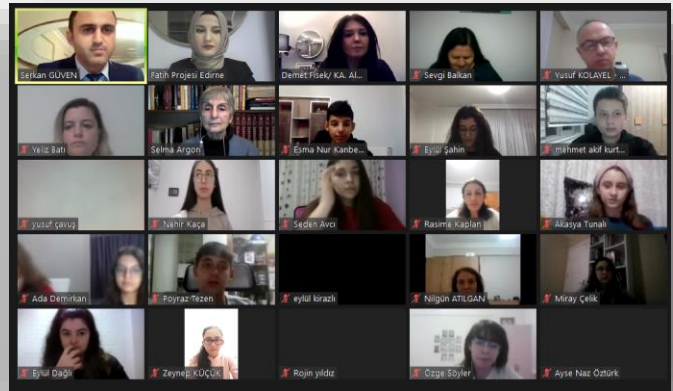 Serkan GÜVEN
Fatih Projesi Edirne
Demet Fisek/ KA. Al...
Sevgi Balkan
Yusuf KOLAYEL - ...
Yeliz Batı
Selma Argon
Esma Nur Kanbe...
Eylül Şahin
mehmet akif kurt...
yusuf çavuş
Nehir Kaça
Seden Avcı
Rasime Kaplan
Akasya Tunalı
Ada Demirkan
Poyraz Tezen
eylül kirazlı
Nilgün ATILGAN
Miray Çelik
Eylül Dağlı
Zeynep KÜÇÜK
Rojin yıldız
Özge Söyler
Ayse Naz Öztürk